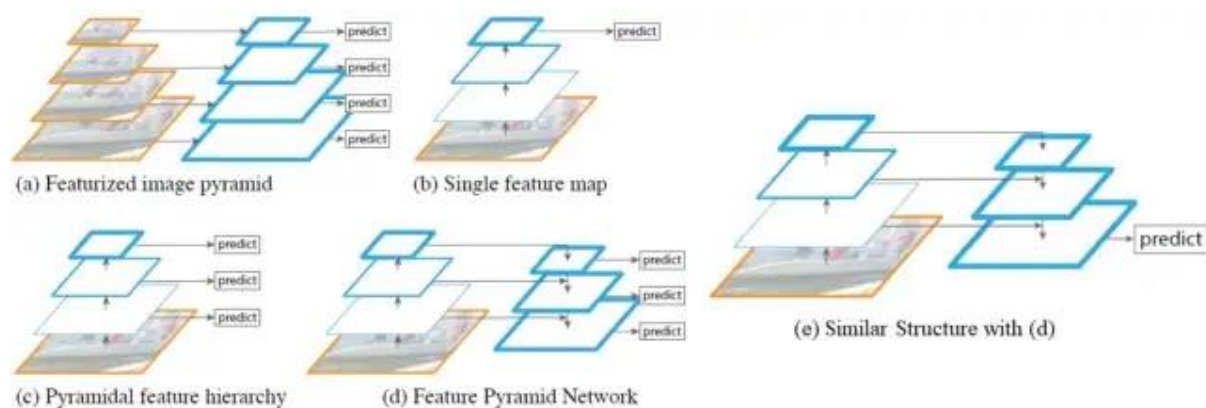 predict
predict
predict
predict
(a) Featurized image pyramid
predict
(b) Single feature map
predict
predict
predict
(c) Pyramidal feature hierarchy
predict
predict
predict
(d) Feature Pyramid Network
predict
(e) Similar Structure with (d)